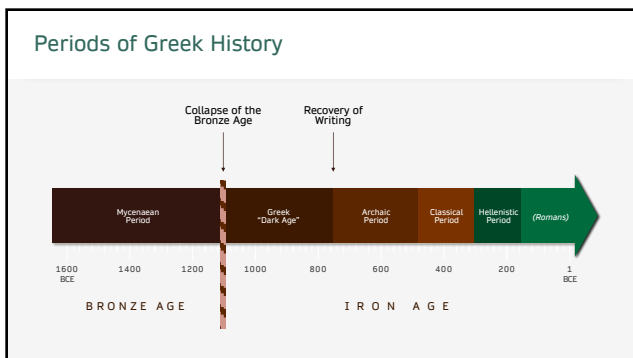 Periods of Greek History
Collapse of the
Bronze Age
Recovery of
Writing
Mycenaean
Period
Greek
"Dark Age"
Archaic
Period
Classical
Period
Hellenistic
Period
(Romans)
1600
BCE
1400
1200
1000
800
600
400
200
1
BCE
BRONZE AGE
IRON AGE